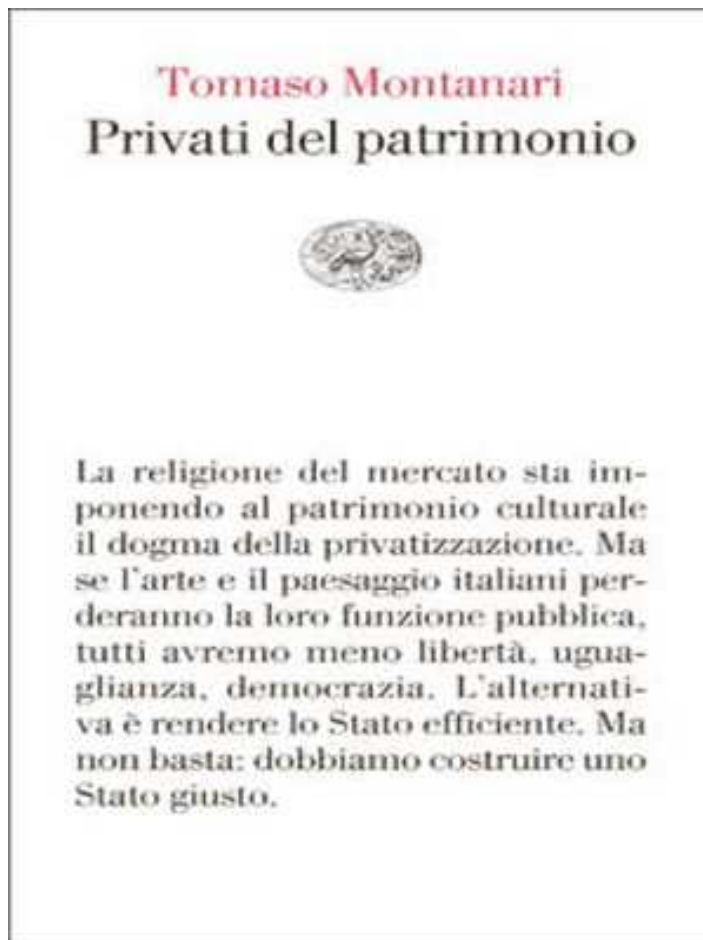 Tomaso Montanari
Privati del patrimonio
La religione del mercato sta im-
ponendo al patrimonio culturale
il dogma della privatizzazione. Ma
se l'arte e il paesaggio italiani per-
deranno la loro funzione pubblica,
tutti avremo meno libertà, ugua-
glianza, democrazia. L'alternati-
va è rendere lo Stato efficiente. Ma
non basta: dobbiamo costruire uno
Stato giusto.